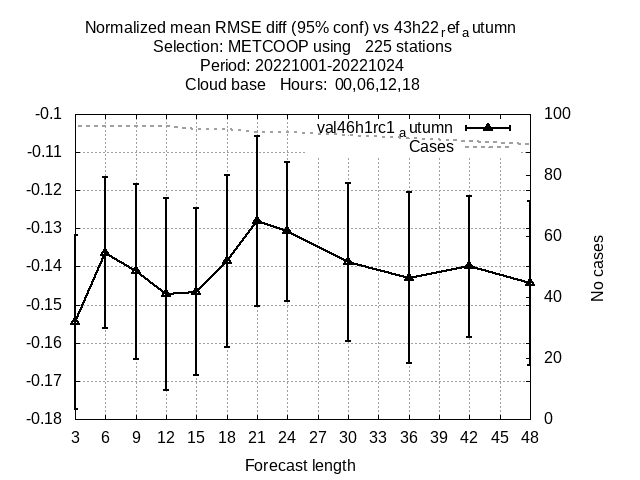 Normalized mean RMSE diff (95% conf) vs 43h22ref autumn
Selection: METCOOP using 225 stations
Period: 20221001-20221024
Cloud base Hours: 00,06,12,18
val46h1rc1autumn
Cases
-0.1
-0.11
-0.12
-0.13
-0.14
-0.15
-0.16
-0.17
-0.18
100
80
60
40
20
0
No cases
3 6 9 12 15 18 21 24 27 30 33 36 39 42 45 48
Forecast length